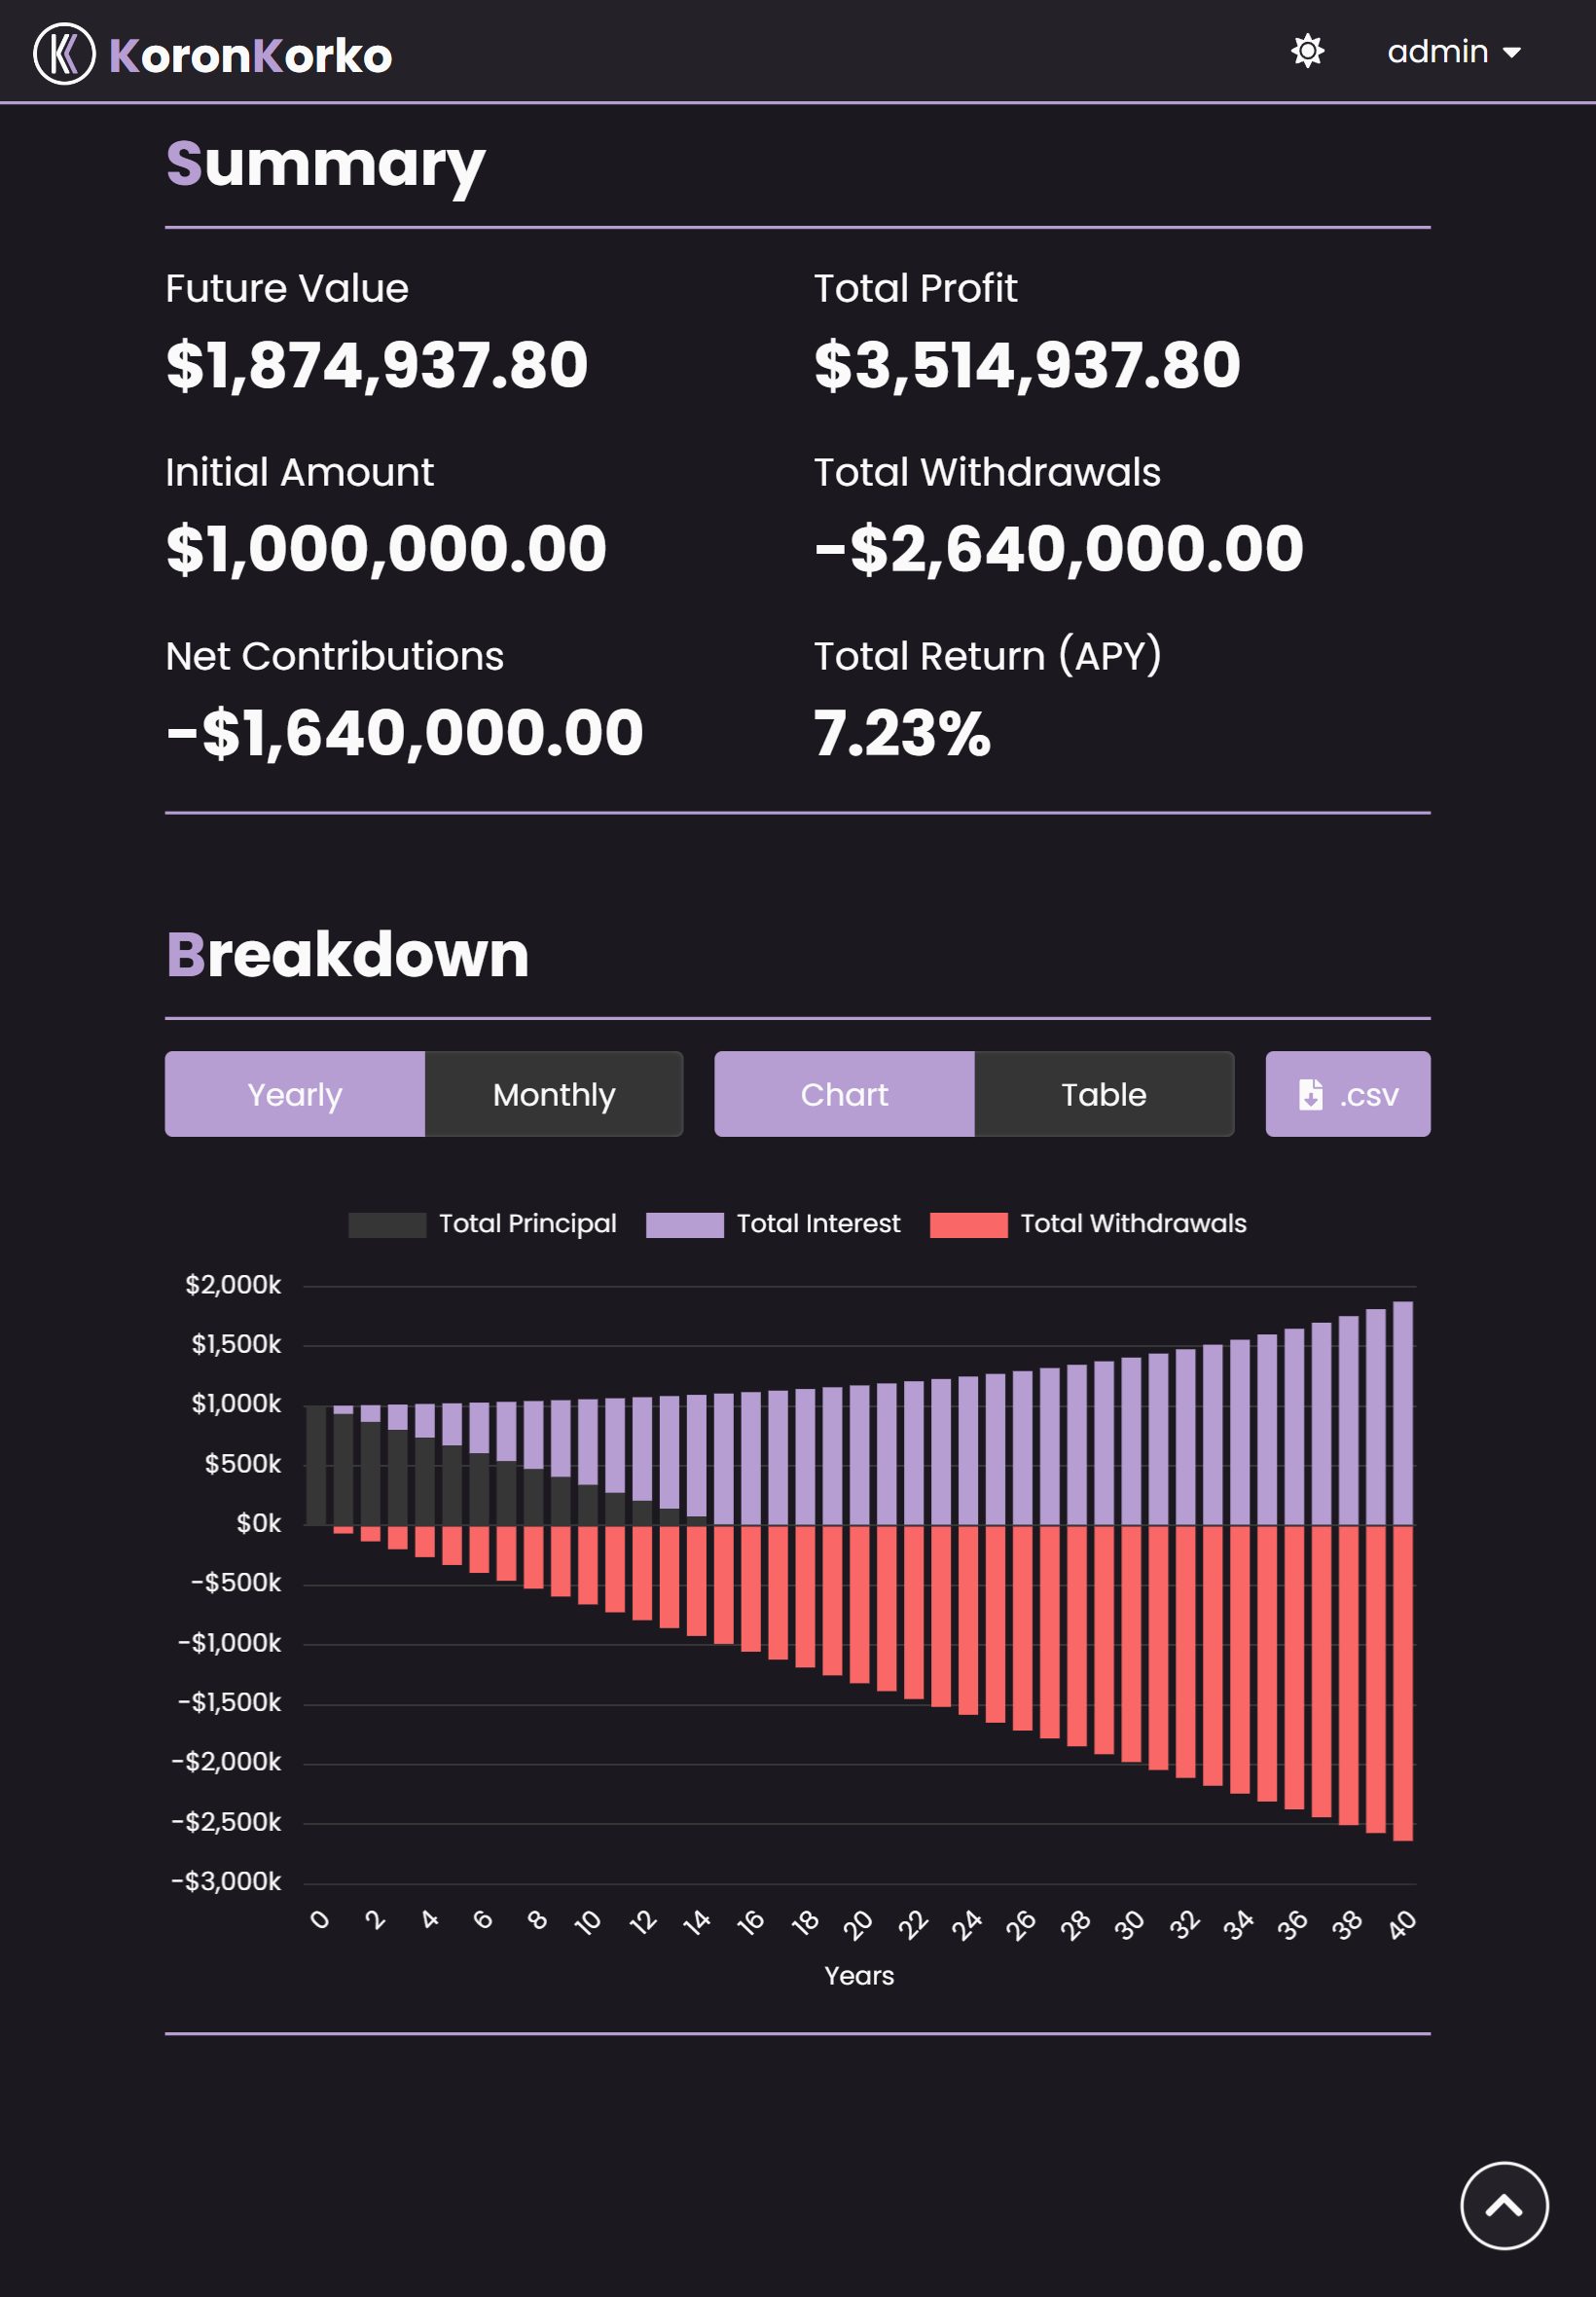 KoronKorko
admin
Summary
Future Value
Total Profit
$1,874,937.80
$3,514,937.80
Initial Amount
Total Withdrawals
$1,000,000.00
-$2,640,000.00
Net Contributions
Total Return (APY)
-$1,640,000.00
7.23%
Breakdown
Yearly
Monthly
Chart
Table
.csv
Total Principal
Total Interest
Total Withdrawals
$2,000k
$1,500k
$1,000k
$500k
$0k
-$500k
-$1,000k
-$1,500k
-$2,000k
-$2,500k
-$3,000k
0 2 4 6 8 10 12 14 16 18 20 22 24 26 28 30 32 34 36 38 40
Years